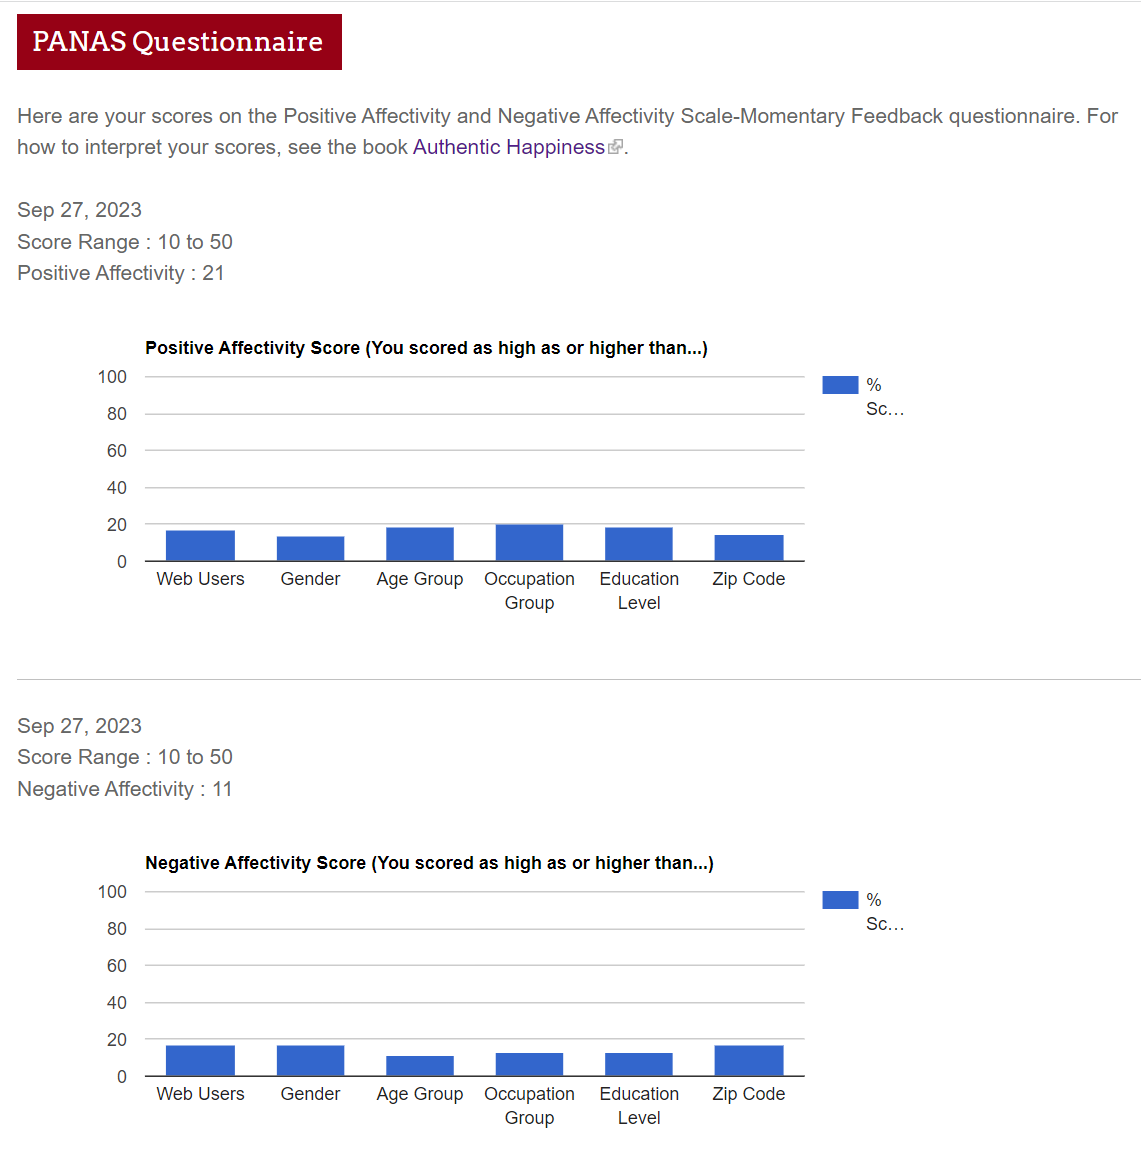 PANAS Questionnaire
Here are your scores on the Positive Affectivity and Negative Affectivity Scale-Momentary Feedback questionnaire. For
how to interpret your scores, see the book Authentic Happiness.
Sep 27, 2023
Score Range : 10 to 50
Positive Affectivity : 21
Positive Affectivity Score (You scored as high as or higher than...)
100
80
60
40
20
0
%
Sc...
Web Users Gender Age Group Occupation Education Zip Code
Group Level
Sep 27, 2023
Score Range : 10 to 50
Negative Affectivity : 11
Negative Affectivity Score (You scored as high as or higher than...)
100
80
60
40
20
0
%
Sc...
Web Users Gender Age Group Occupation Education Zip Code
Group Level